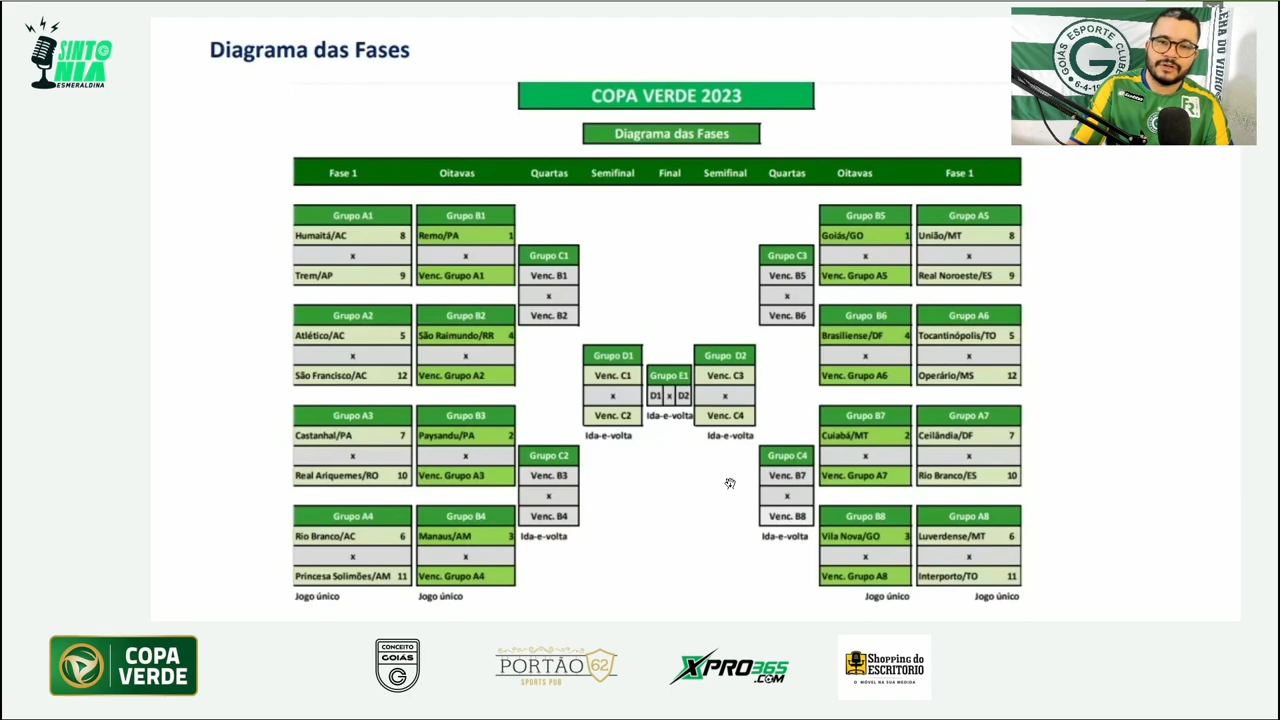 SINTO
NIA
ESMERALDINA
Diagrama das Fases
COPA VERDE 2023
Diagrama das Fases
Fase 1 Oitavas Quartas Semifinal Final Semifinal Quartas Oitavas Fase 1
Grupo A1
Humaitá/AC 8
x
Trem/AP 9
Grupo A2
Atlético/AC 5
x
São Francisco/AC 12
Grupo A3
Castanhal/PA 7
x
Real Ariquemes/RO 10
Grupo A4
Rio Branco/AC 6
x
Princesa Solimões/AM 11
Jogo único
Grupo B1
Remo/PA 1
x
Venc. Grupo A1
Grupo B2
São Raimundo/RR 4
x
Venc. Grupo A2
Grupo B3
Paysandu/PA 2
x
Venc. Grupo A3
Grupo B4
Manaus/AM 3
x
Venc. Grupo A4
Jogo único
Grupo C1
Venc. B1
x
Venc. B2
Grupo C2
Venc. B3
x
Venc. B4
Ida-e-volta
Grupo D1
Venc. C1
x
Venc. C2
Ida-e-volta
Grupo E1
D1 x D2
Ida-e-volta
Grupo D2
Venc. C3
x
Venc. C4
Ida-e-volta
Grupo C3
Venc. B5
x
Venc. B6
Grupo C4
Venc. B7
x
Venc. B8
Ida-e-volta
Grupo B5
Goiás/GO 1
x
Venc. Grupo A5
Grupo B6
Brasiliense/DF 4
x
Venc. Grupo A6
Grupo B7
Cuiabá/MT 2
x
Venc. Grupo A7
Grupo B8
Vila Nova/GO 3
x
Venc. Grupo A8
Jogo único
Grupo A5
União/MT 8
x
Real Noroeste/ES 9
Grupo A6
Tocantinópolis/TO 5
x
Operário/MS 12
Grupo A7
Ceilândia/DF 7
x
Rio Branco/ES 10
Grupo A8
Luverdense/MT 6
x
Interporto/TO 11
Jogo único
GOIÁS ESPORTE CLUBE
G
COPA
VERDE
CONCEITO
GOIÁS
G
PORTÃO 62
SPORTS PUB
XPRO365
.COM
Shopping do
ESCRITÓRIO
O MÓVEL NA SUA MEDIDA